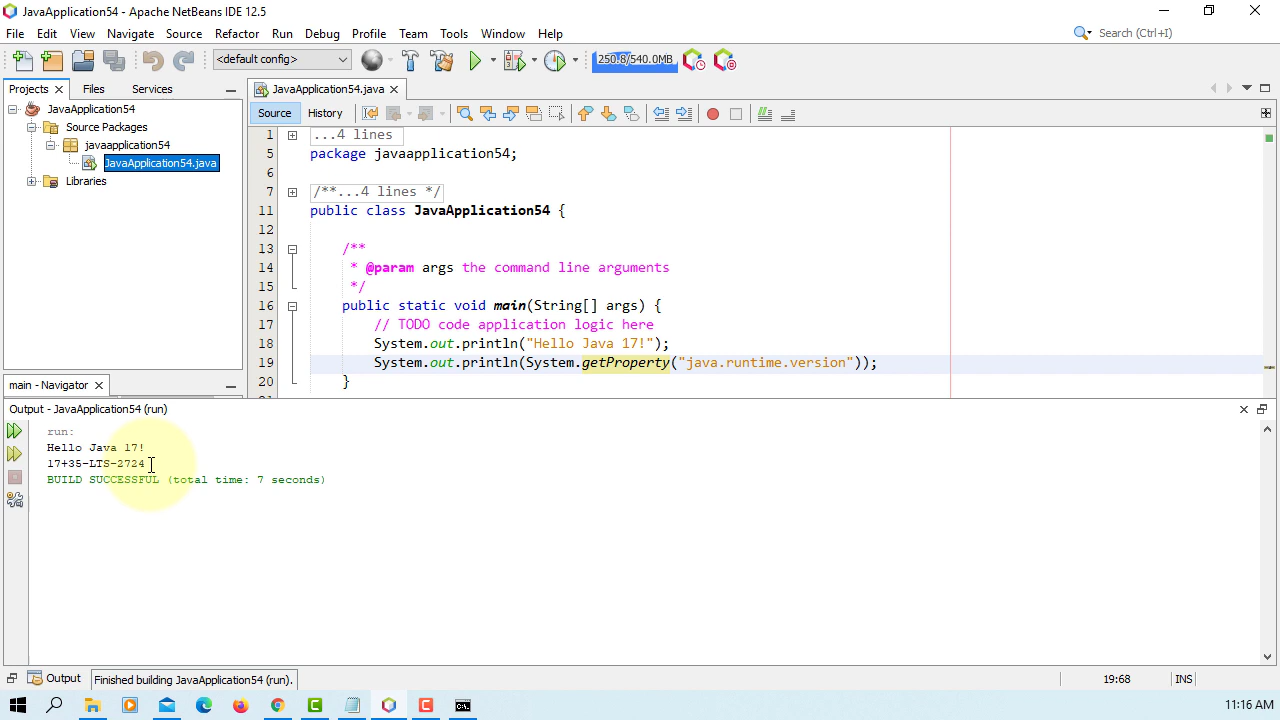 JavaApplication54 - Apache NetBeans IDE 12.5
File Edit View Navigate Source Refactor Run Debug Profile Team Tools Window Help
Search (Ctrl+I)
<default config>
250.8/540.0MB
Projects Files Services
JavaApplication54.java
JavaApplication54
Source Packages
javaapplication54
JavaApplication54.java
Libraries
Source History
1 ...4 lines
5 package javaapplication54;
6
7 /**...4 lines */
11 public class JavaApplication54 {
12
13 /**
14 * @param args the command line arguments
15 */
16 public static void main(String[] args) {
17 // TODO code application logic here
18 System.out.println("Hello Java 17!");
19 System.out.println(System.getProperty("java.runtime.version"));
20 }
main - Navigator
Output - JavaApplication54 (run)
run:
Hello Java 17!
17+35-LTS-2724
BUILD SUCCESSFUL (total time: 7 seconds)
Output
Finished building JavaApplication54 (run).
19:68
INS
11:16 AM